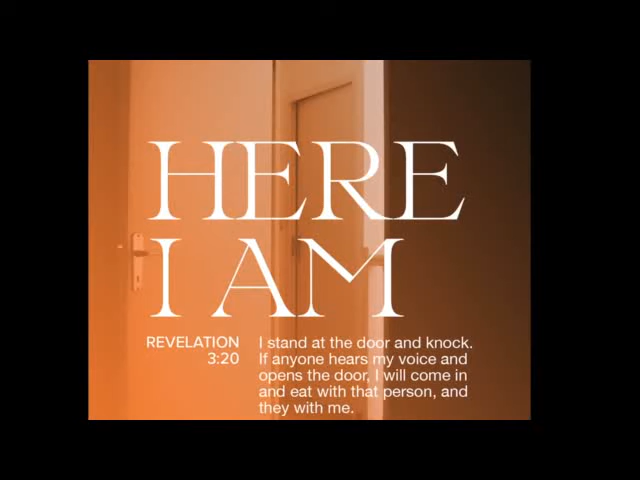 HERE
I AM
REVELATION
3:20
I stand at the door and knock.
If anyone hears my voice and
opens the door, I will come in
and eat with that person, and
they with me.